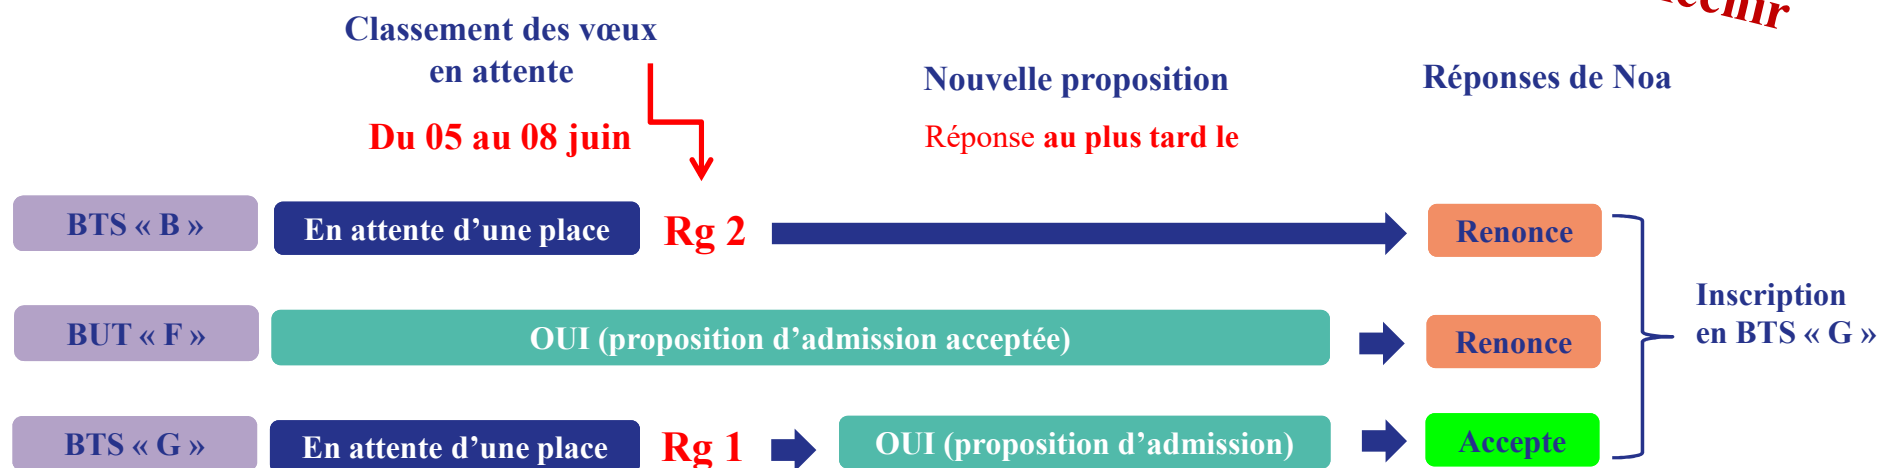 Classement des vœux
en attente
Du 05 au 08 juin
Nouvelle proposition
Réponse au plus tard le
Réponses de Noa
BTS « B »
En attente d’une place
Rg 2
Renonce
BUT « F »
OUI (proposition d’admission acceptée)
Renonce
Inscription
en BTS « G »
BTS « G »
En attente d’une place
Rg 1
OUI (proposition d’admission)
Accepte